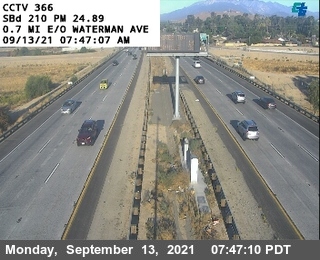 CCTV 366
SBd 210 PM 24.89
0.7 MI E/O WATERMAN AVE
09/13/21 07:47:07 AM
Monday, September 13, 2021 07:47:10 PDT